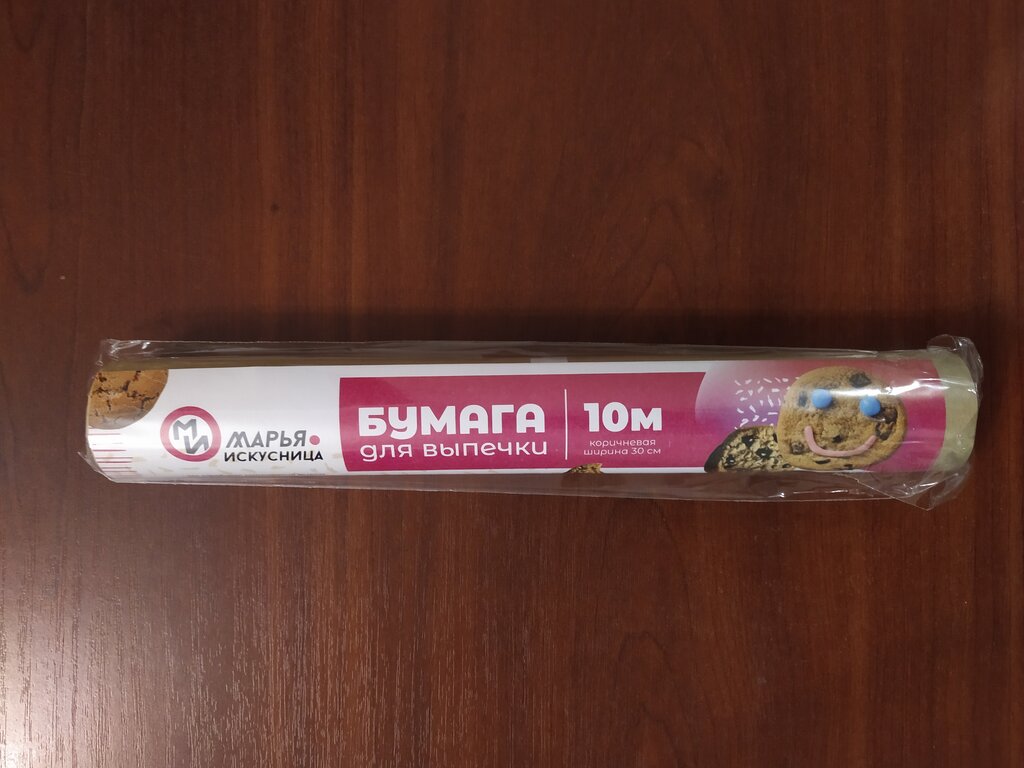 МИ
МАРЬЯ
ИСКУСНИЦА
БУМАГА
для выпечки
10м
коричневая
ширина 30 см